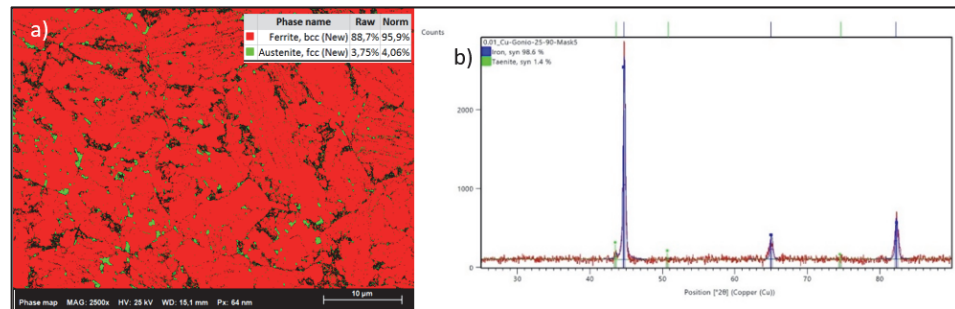 a)
Phase name Raw Norm
Ferrite, bcc (New) 88,7% 95,9%
Austenite, fcc (New) 3,75% 4,06%
Phase map MAG: 2500x HV: 25 kV WD: 15,1 mm Px: 64 nm
10 µm
Counts
b)
0.01_Cu-Gonio-25-90-Mask5
Iron, syn 98.6 %
Taenite, syn 1.4 %
2000
1000
0
30 40 50 60 70 80
Position [°2θ] (Copper (Cu))